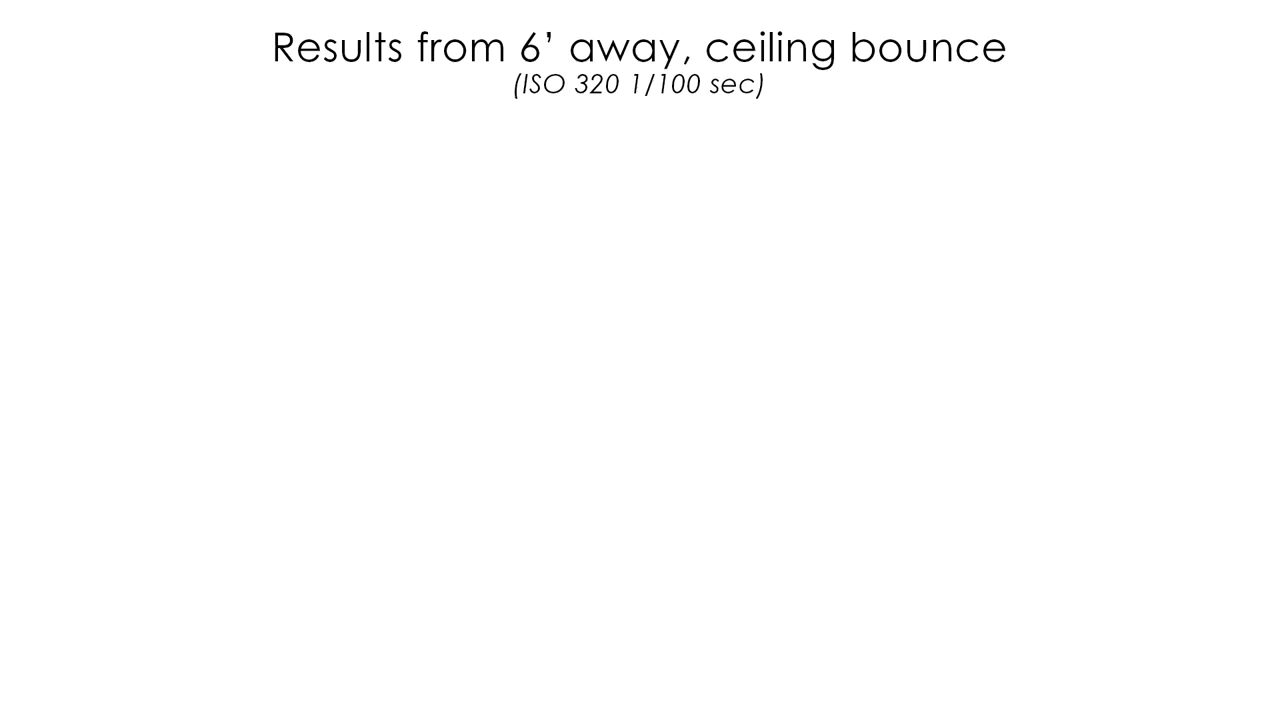 Results from 6’ away, ceiling bounce
(ISO 320 1/100 sec)